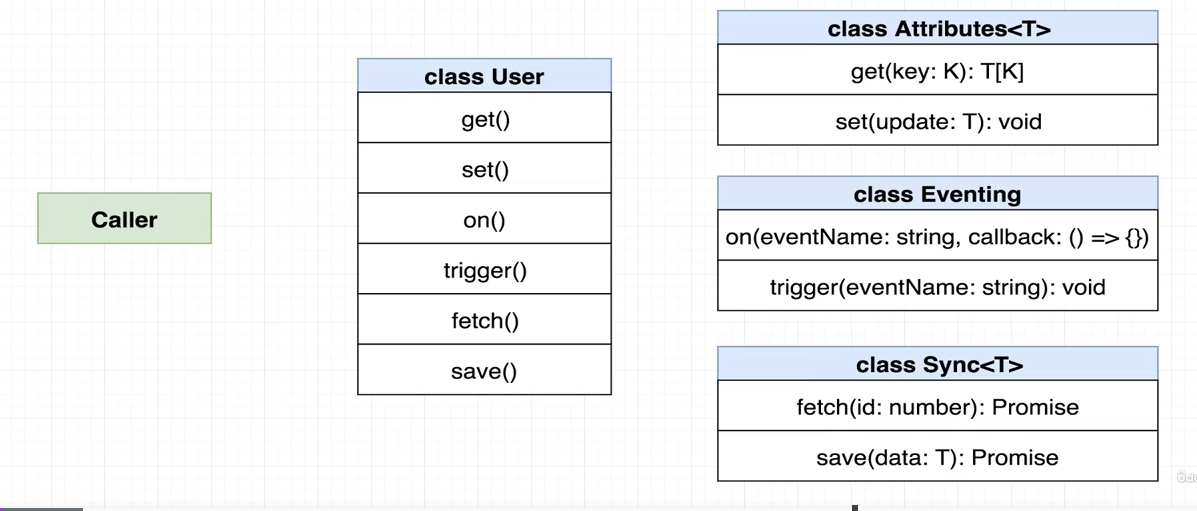 Caller
class User
get()
set()
on()
trigger()
fetch()
save()
class Attributes<T>
get(key: K): T[K]
set(update: T): void
class Eventing
on(eventName: string, callback: () => {})
trigger(eventName: string): void
class Sync<T>
fetch(id: number): Promise
save(data: T): Promise